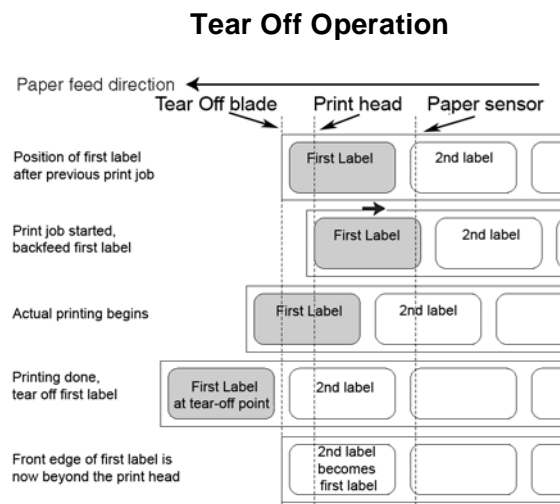 Tear Off Operation
Paper feed direction
Tear Off blade Print head Paper sensor
Position of first label
after previous print job
First Label 2nd label
Print job started,
backfeed first label
First Label 2nd label
Actual printing begins
First Label 2nd label
Printing done,
tear off first label
First Label
at tear-off point
2nd label
Front edge of first label is
now beyond the print head
2nd label
becomes
first label